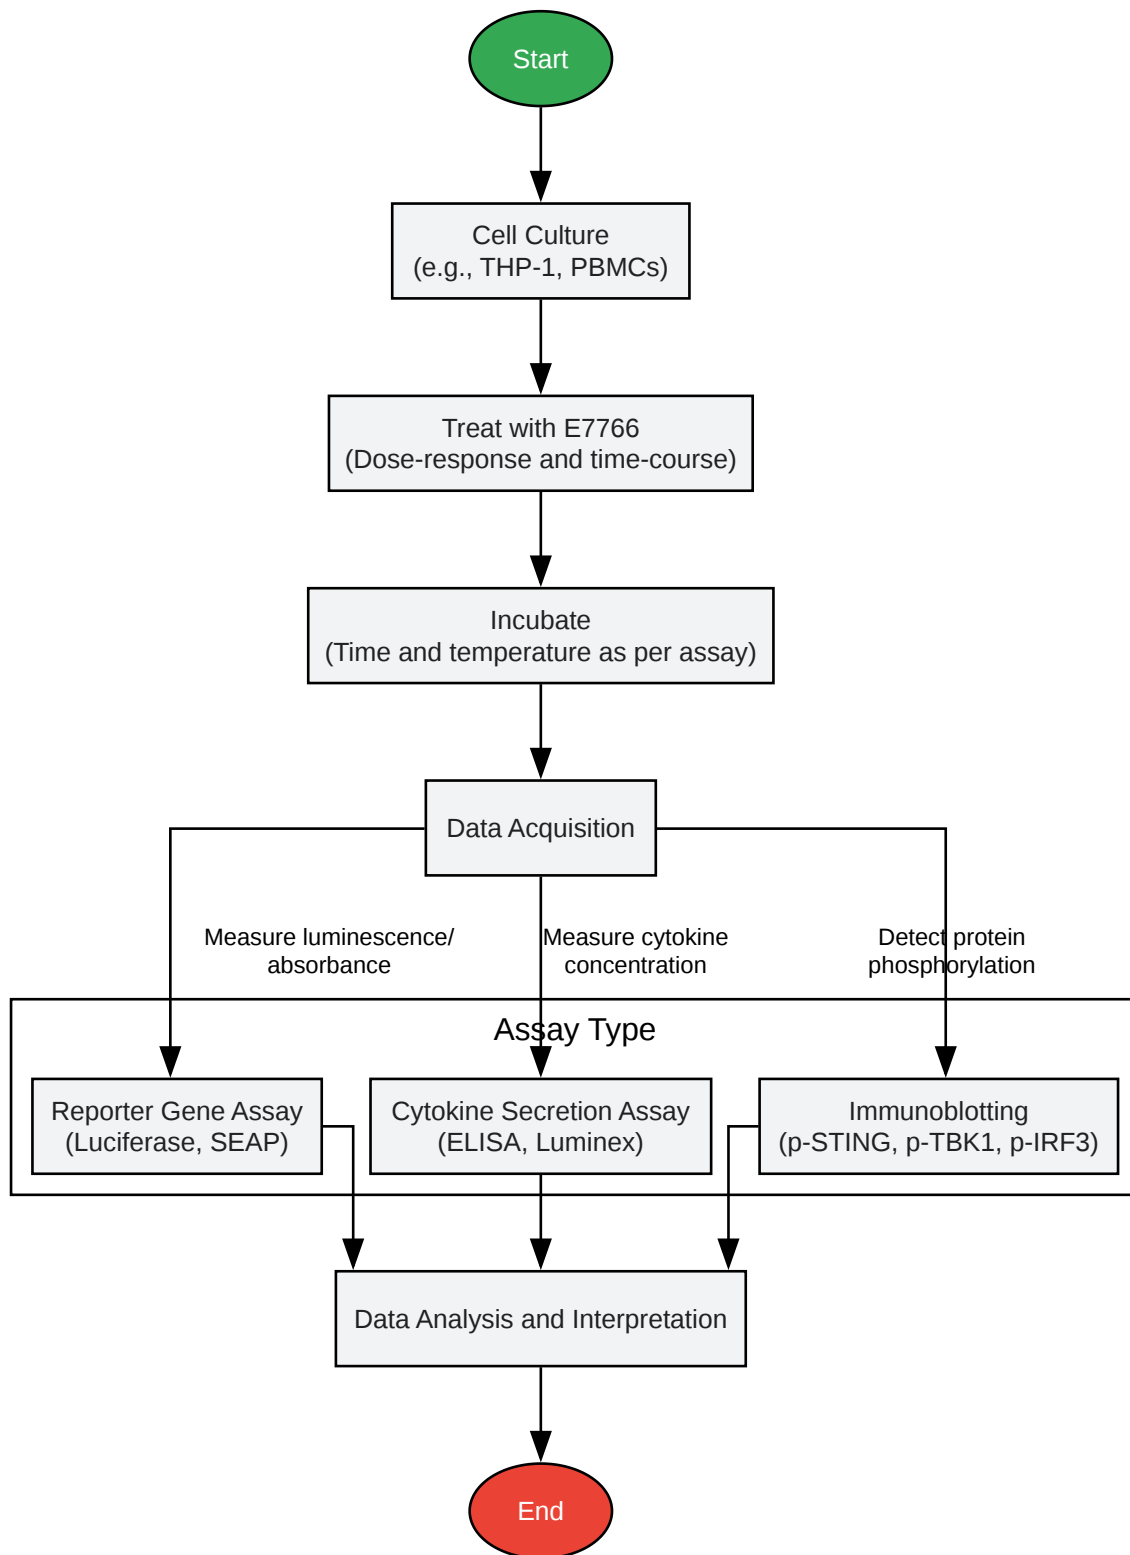 Start
Cell Culture
(e.g., THP-1, PBMCs)
Treat with E7766
(Dose-response and time-course)
Incubate
(Time and temperature as per assay)
Data Acquisition
Measure luminescence/
absorbance
Measure cytokine
concentration
Detect protein
phosphorylation
Assay Type
Reporter Gene Assay
(Luciferase, SEAP)
Cytokine Secretion Assay
(ELISA, Luminex)
Immunoblotting
(p-STING, p-TBK1, p-IRF3)
Data Analysis and Interpretation
End